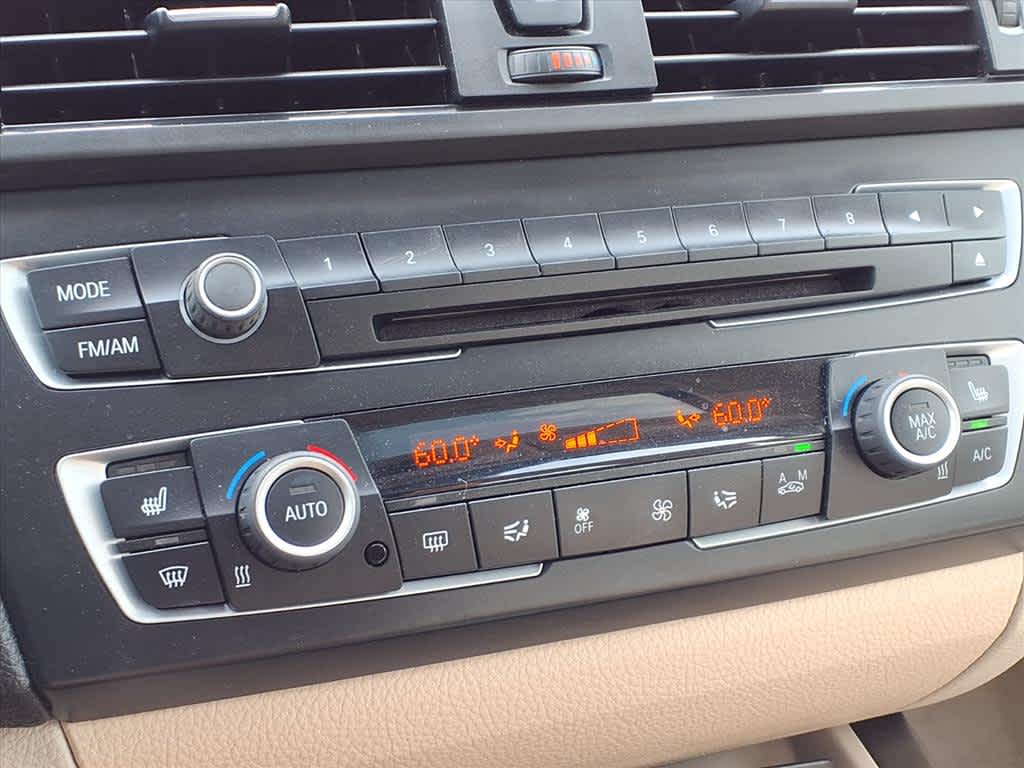 1 2 3 4 5 6 7 8
MODE
FM/AM
60.0° 60.0°
MAX
A/C
AUTO
OFF
A M
A/C